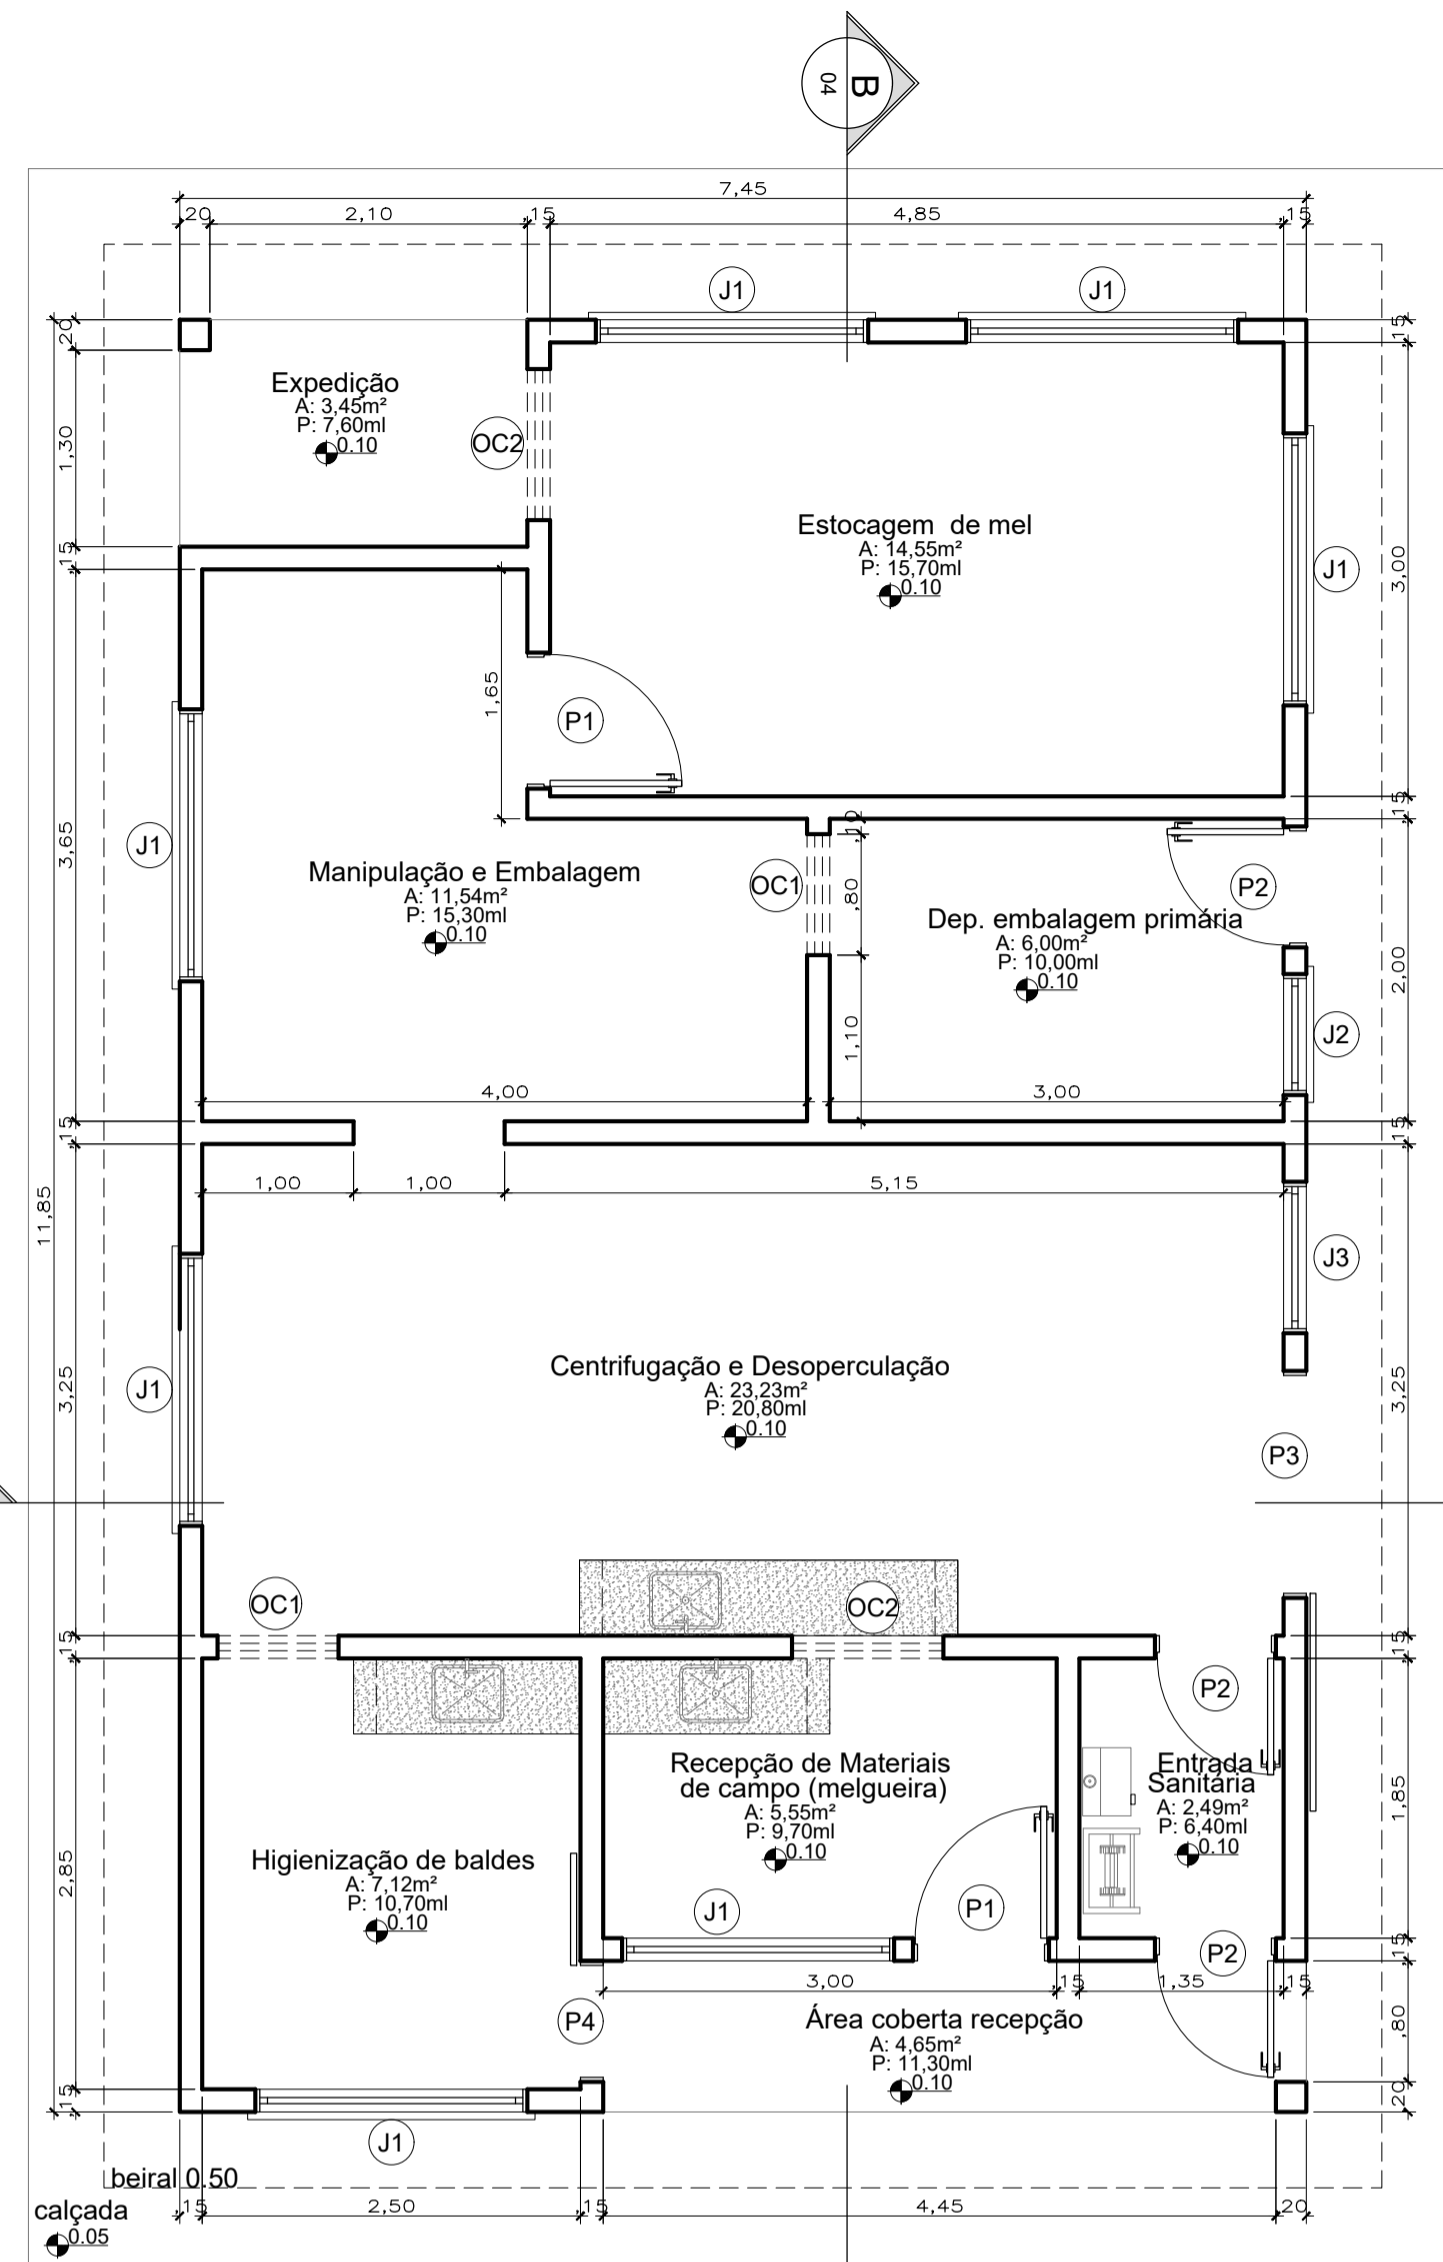 B
04
7,45
,20
2,10
,15
4,85
,15
J1
J1
,20
,15
Expedição
A: 3,45m²
P: 7,60ml
0.10
OC2
1,30
Estocagem  de mel
A: 14,55m²
P: 15,70ml
0.10
3,00
J1
,15
1,65
P1
,15
,10
3,65
J1
Manipulação e Embalagem
A: 11,54m²
P: 15,30ml
0.10
OC1
,80
P2
Dep. embalagem primária
A: 6,00m²
P: 10,00ml
0.10
2,00
J2
1,10
4,00
3,00
,15
,15
1,00
1,00
5,15
11,85
J3
Centrifugação e Desoperculação
A: 23,23m²
P: 20,80ml
0.10
3,25
J1
3,25
P3
OC1
OC2
,15
,15
P2
Recepção de Materiais
de campo (melgueira)
A: 5,55m²
P: 9,70ml
0.10
Entrada
Sanitária
A: 2,49m²
P: 6,40ml
0.10
1,85
Higienização de baldes
A: 7,12m²
P: 10,70ml
0.10
2,85
J1
P1
P2
,15
3,00
,15
1,35
,15
P4
Área coberta recepção
A: 4,65m²
P: 11,30ml
0.10
,80
,20
,15
J1
beiral 0.50
,15
2,50
,15
4,45
,20
calçada
0.05